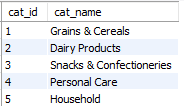 cat_id cat_name
1 Grains & Cereals
2 Dairy Products
3 Snacks & Confectioneries
4 Personal Care
5 Household